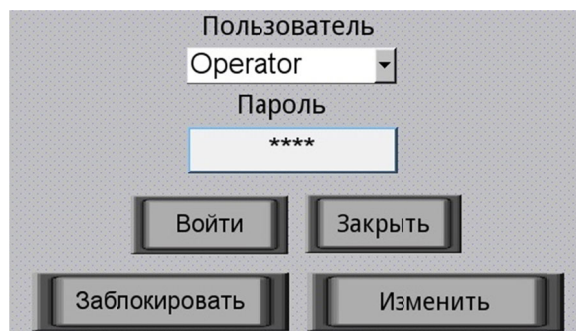 Пользователь
Operator
Пароль
****
Войти Закрыть
Заблокировать Изменить